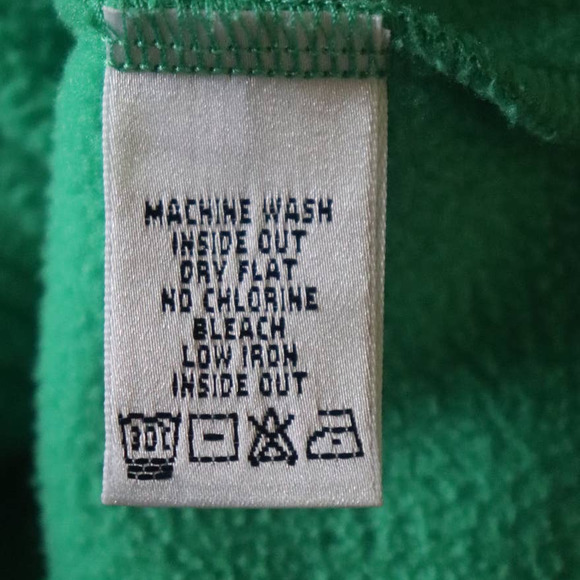 MACHINE WASH
INSIDE OUT
DRY FLAT
NO CHLORINE
BLEACH
LOW IRON
INSIDE OUT
30°